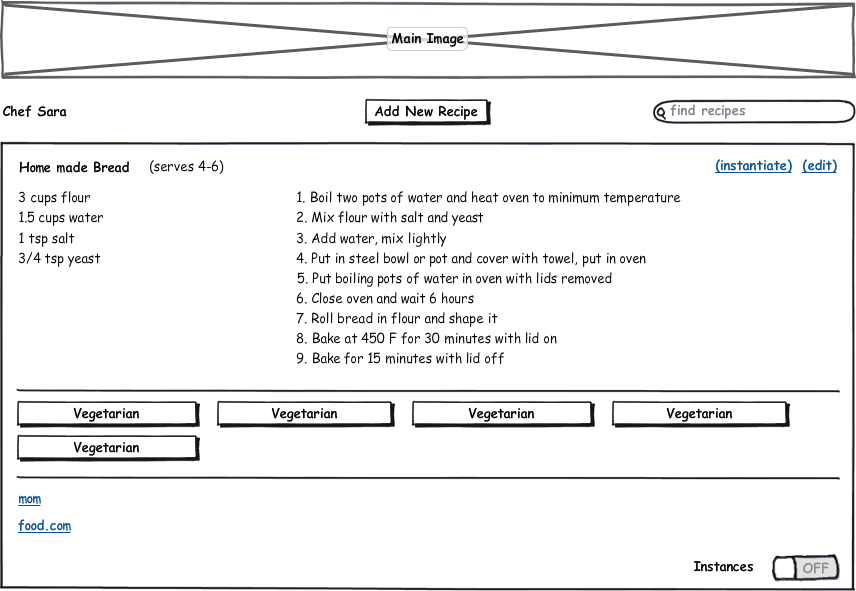 Main Image
Chef Sara
Add New Recipe
find recipes
Home made Bread (serves 4-6) (instantiate) (edit)
3 cups flour
1.5 cups water
1 tsp salt
3/4 tsp yeast
1. Boil two pots of water and heat oven to minimum temperature
2. Mix flour with salt and yeast
3. Add water, mix lightly
4. Put in steel bowl or pot and cover with towel, put in oven
5. Put boiling pots of water in oven with lids removed
6. Close oven and wait 6 hours
7. Roll bread in flour and shape it
8. Bake at 450 F for 30 minutes with lid on
9. Bake for 15 minutes with lid off
Vegetarian Vegetarian Vegetarian Vegetarian
Vegetarian
mom
food.com
Instances OFF